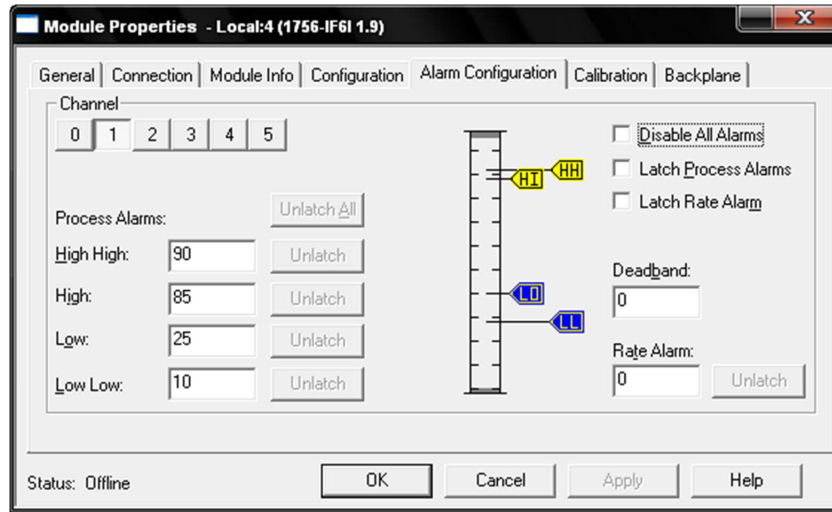 Module Properties - Local:4 (1756-IF6I 1.9)
General Connection Module Info Configuration Alarm Configuration Calibration Backplane
Channel
0 1 2 3 4 5
Disable All Alarms
Latch Process Alarms
Latch Rate Alarm
HH
HI
Process Alarms: Unlatch All
High High: 90 Unlatch
High: 85 Unlatch
Low: 25 Unlatch
Low Low: 10 Unlatch
LO
LL
Deadband:
0
Rate Alarm:
0 Unlatch
Status: Offline OK Cancel Apply Help